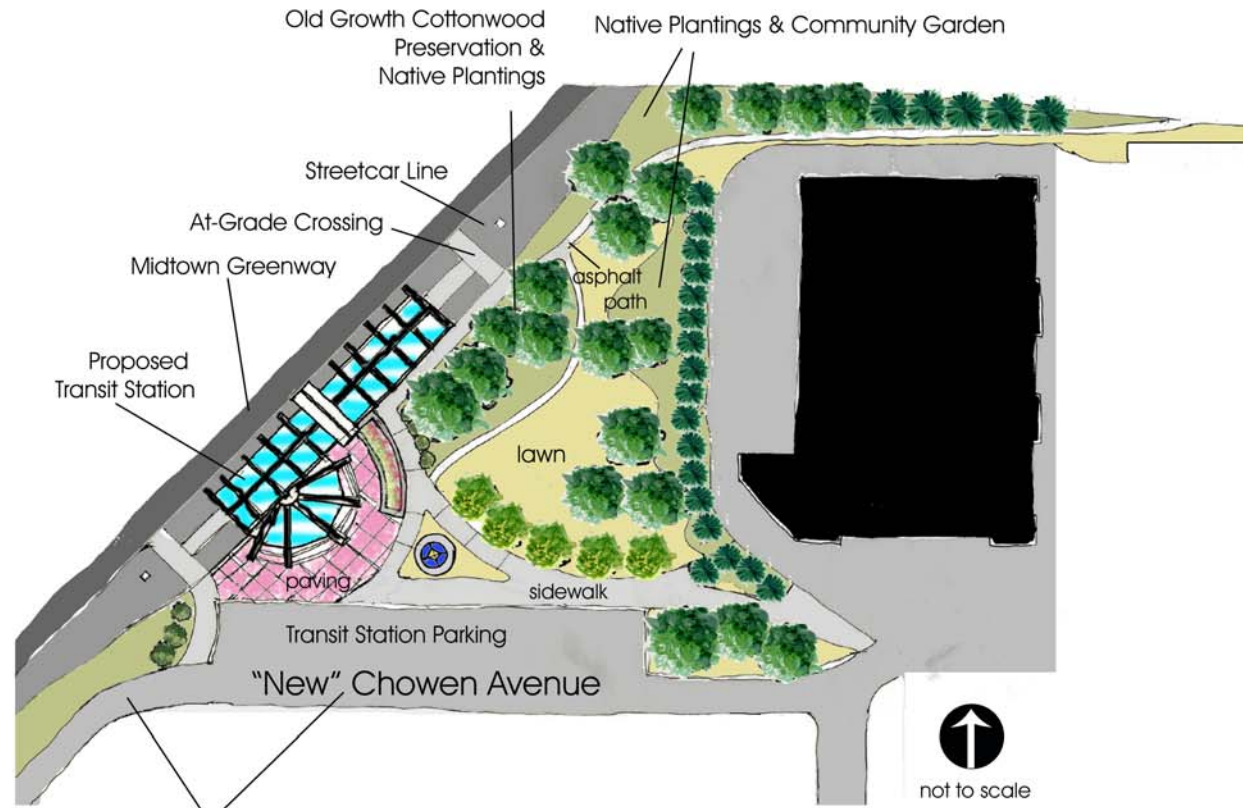 Old Growth Cottonwood
Preservation &
Native Plantings
Native Plantings & Community Garden
Streetcar Line
At-Grade Crossing
Midtown Greenway
asphalt
path
Proposed
Transit Station
lawn
paving
sidewalk
Transit Station Parking
"New" Chowen Avenue
not to scale